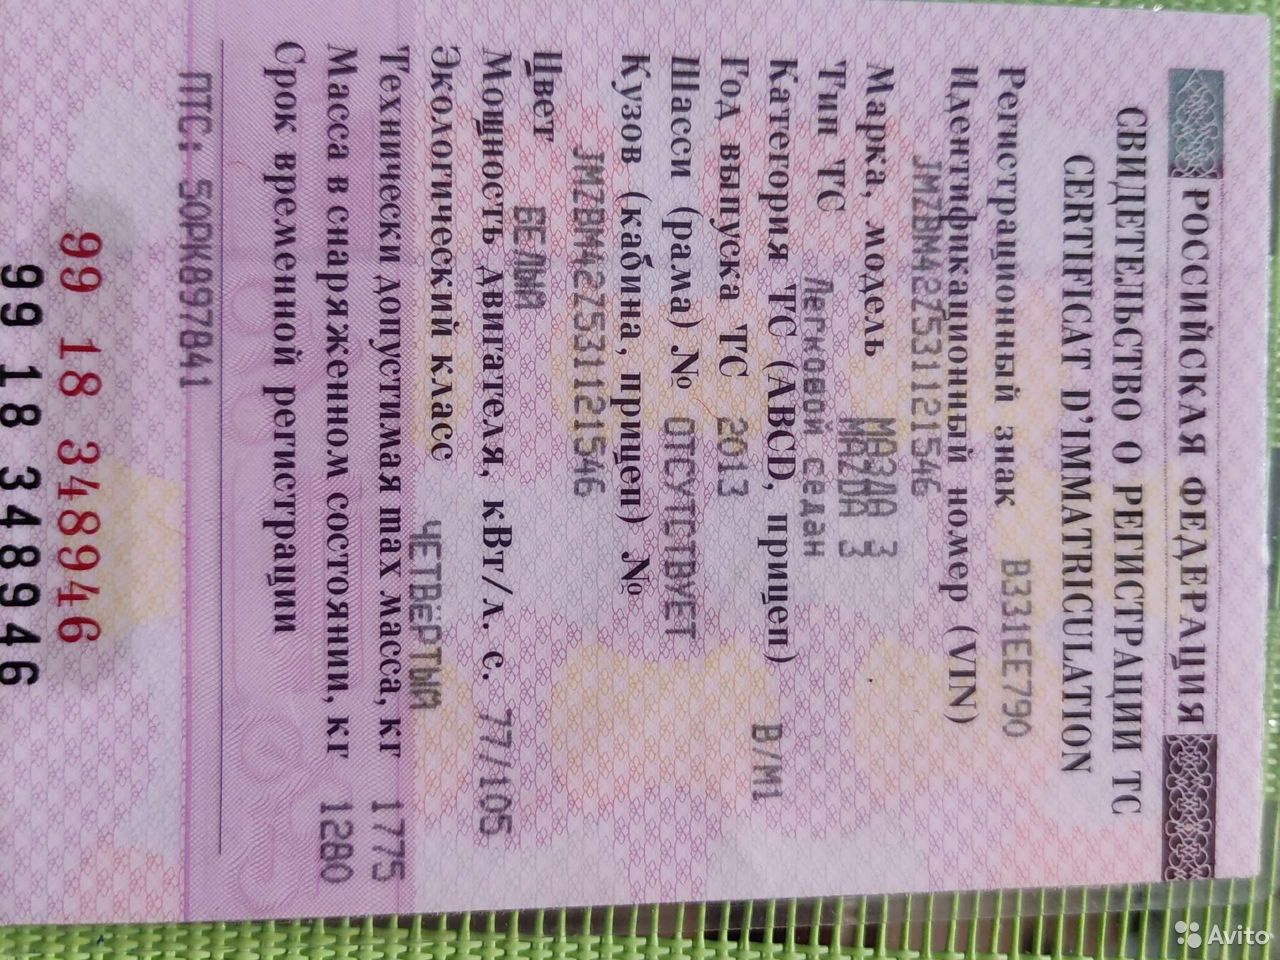 РОССИЙСКАЯ ФЕДЕРАЦИЯ
СВИДЕТЕЛЬСТВО О РЕГИСТРАЦИИ ТС
CERTIFICAT D'IMMATRICULATION
Регистрационный знак В331ЕЕ790
Идентификационный номер (VIN)
JMZBM427531121546
Марка, модель МАЗДА 3
MAZDA 3
Тип ТС Легковой седан
Категория ТС (ABCD, прицеп) B/M1
Год выпуска ТС 2013
Шасси (рама) № ОТСУТСТВУЕТ
Кузов (кабина, прицеп) №
JMZBM427531121546
Цвет БЕЛЫЙ
Мощность двигателя, кВт/л. с. 77/105
Экологический класс ЧЕТВЁРТЫЙ
Технически допустимая max масса, кг 1775
Масса в снаряженном состоянии, кг 1280
Срок временной регистрации
ПТС: 50РК897841
99 18 348946
99 18 348946
Avito